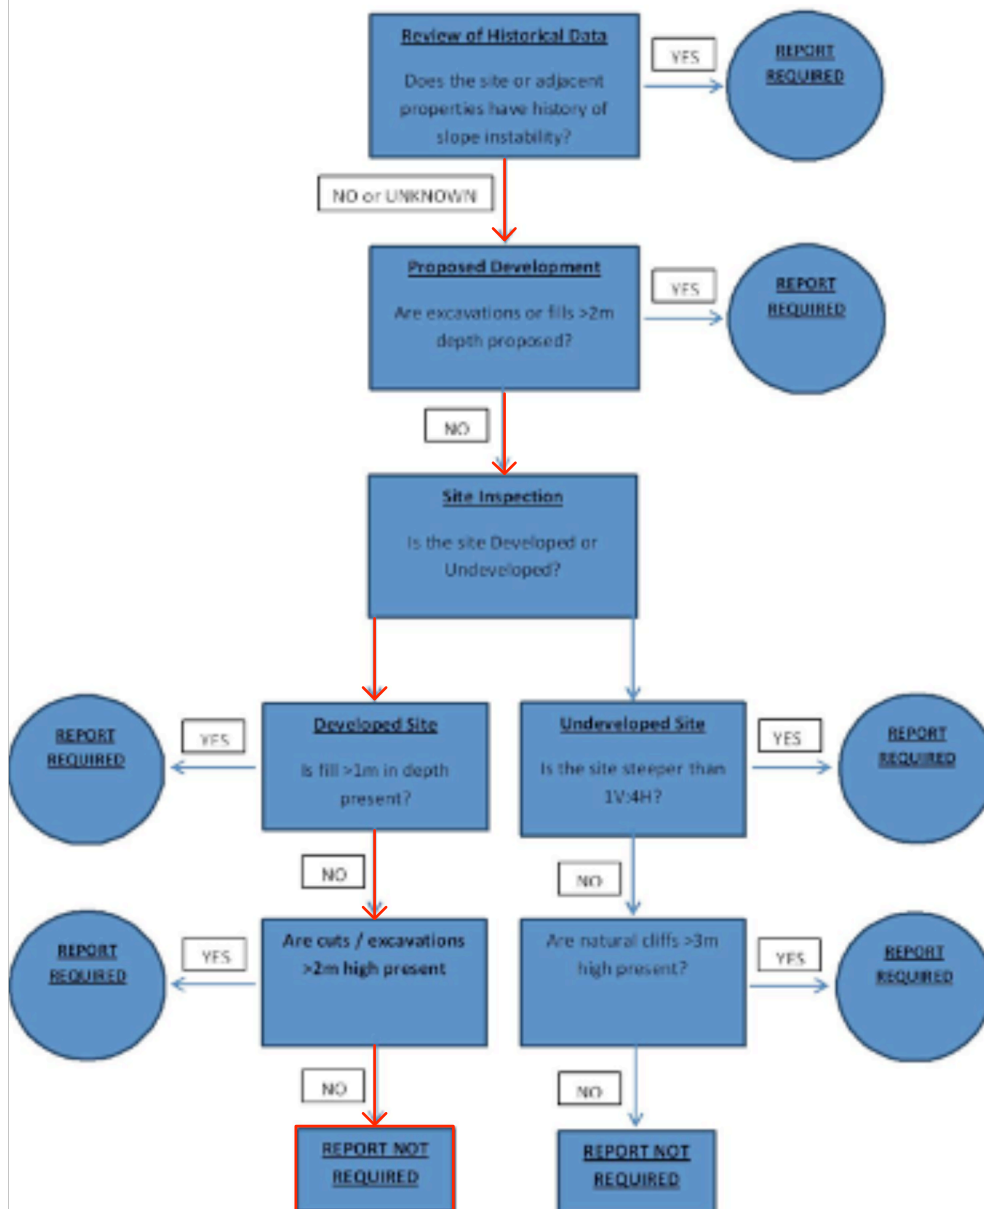 Review of Historical Data
Does the site or adjacent
properties have history of
slope instability?
YES
REPORT
REQUIRED
NO or UNKNOWN
Proposed Development
Are excavations or fills >2m
depth proposed?
YES
REPORT
REQUIRED
NO
Site Inspection
Is the site Developed or
Undeveloped?
REPORT
REQUIRED
YES
Developed Site
Is fill >1m in depth
present?
Undeveloped Site
Is the site steeper than
1V:4H?
YES
REPORT
REQUIRED
NO
NO
REPORT
REQUIRED
YES
Are cuts / excavations
>2m high present
Are natural cliffs >3m
high present?
YES
REPORT
REQUIRED
NO
NO
REPORT NOT
REQUIRED
REPORT NOT
REQUIRED